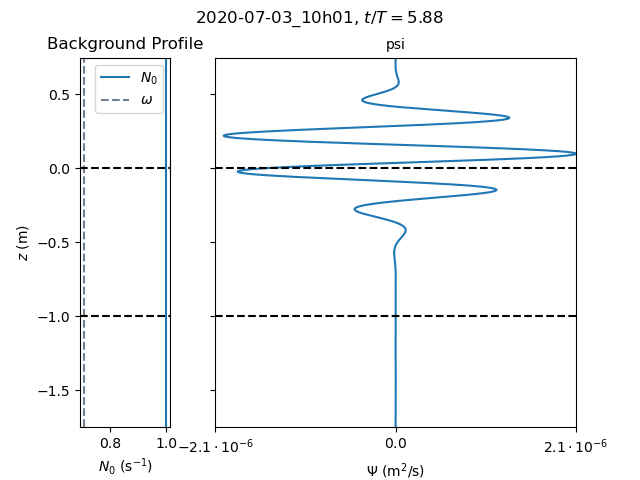 2020-07-03_10h01, t/T = 5.88
Background Profile
psi
N₀
ω
0.5
0.0
−0.5
−1.0
−1.5
z (m)
0.8
1.0
N₀ (s⁻¹)
−2.1 · 10⁻⁶
0.0
2.1 · 10⁻⁶
Ψ (m²/s)